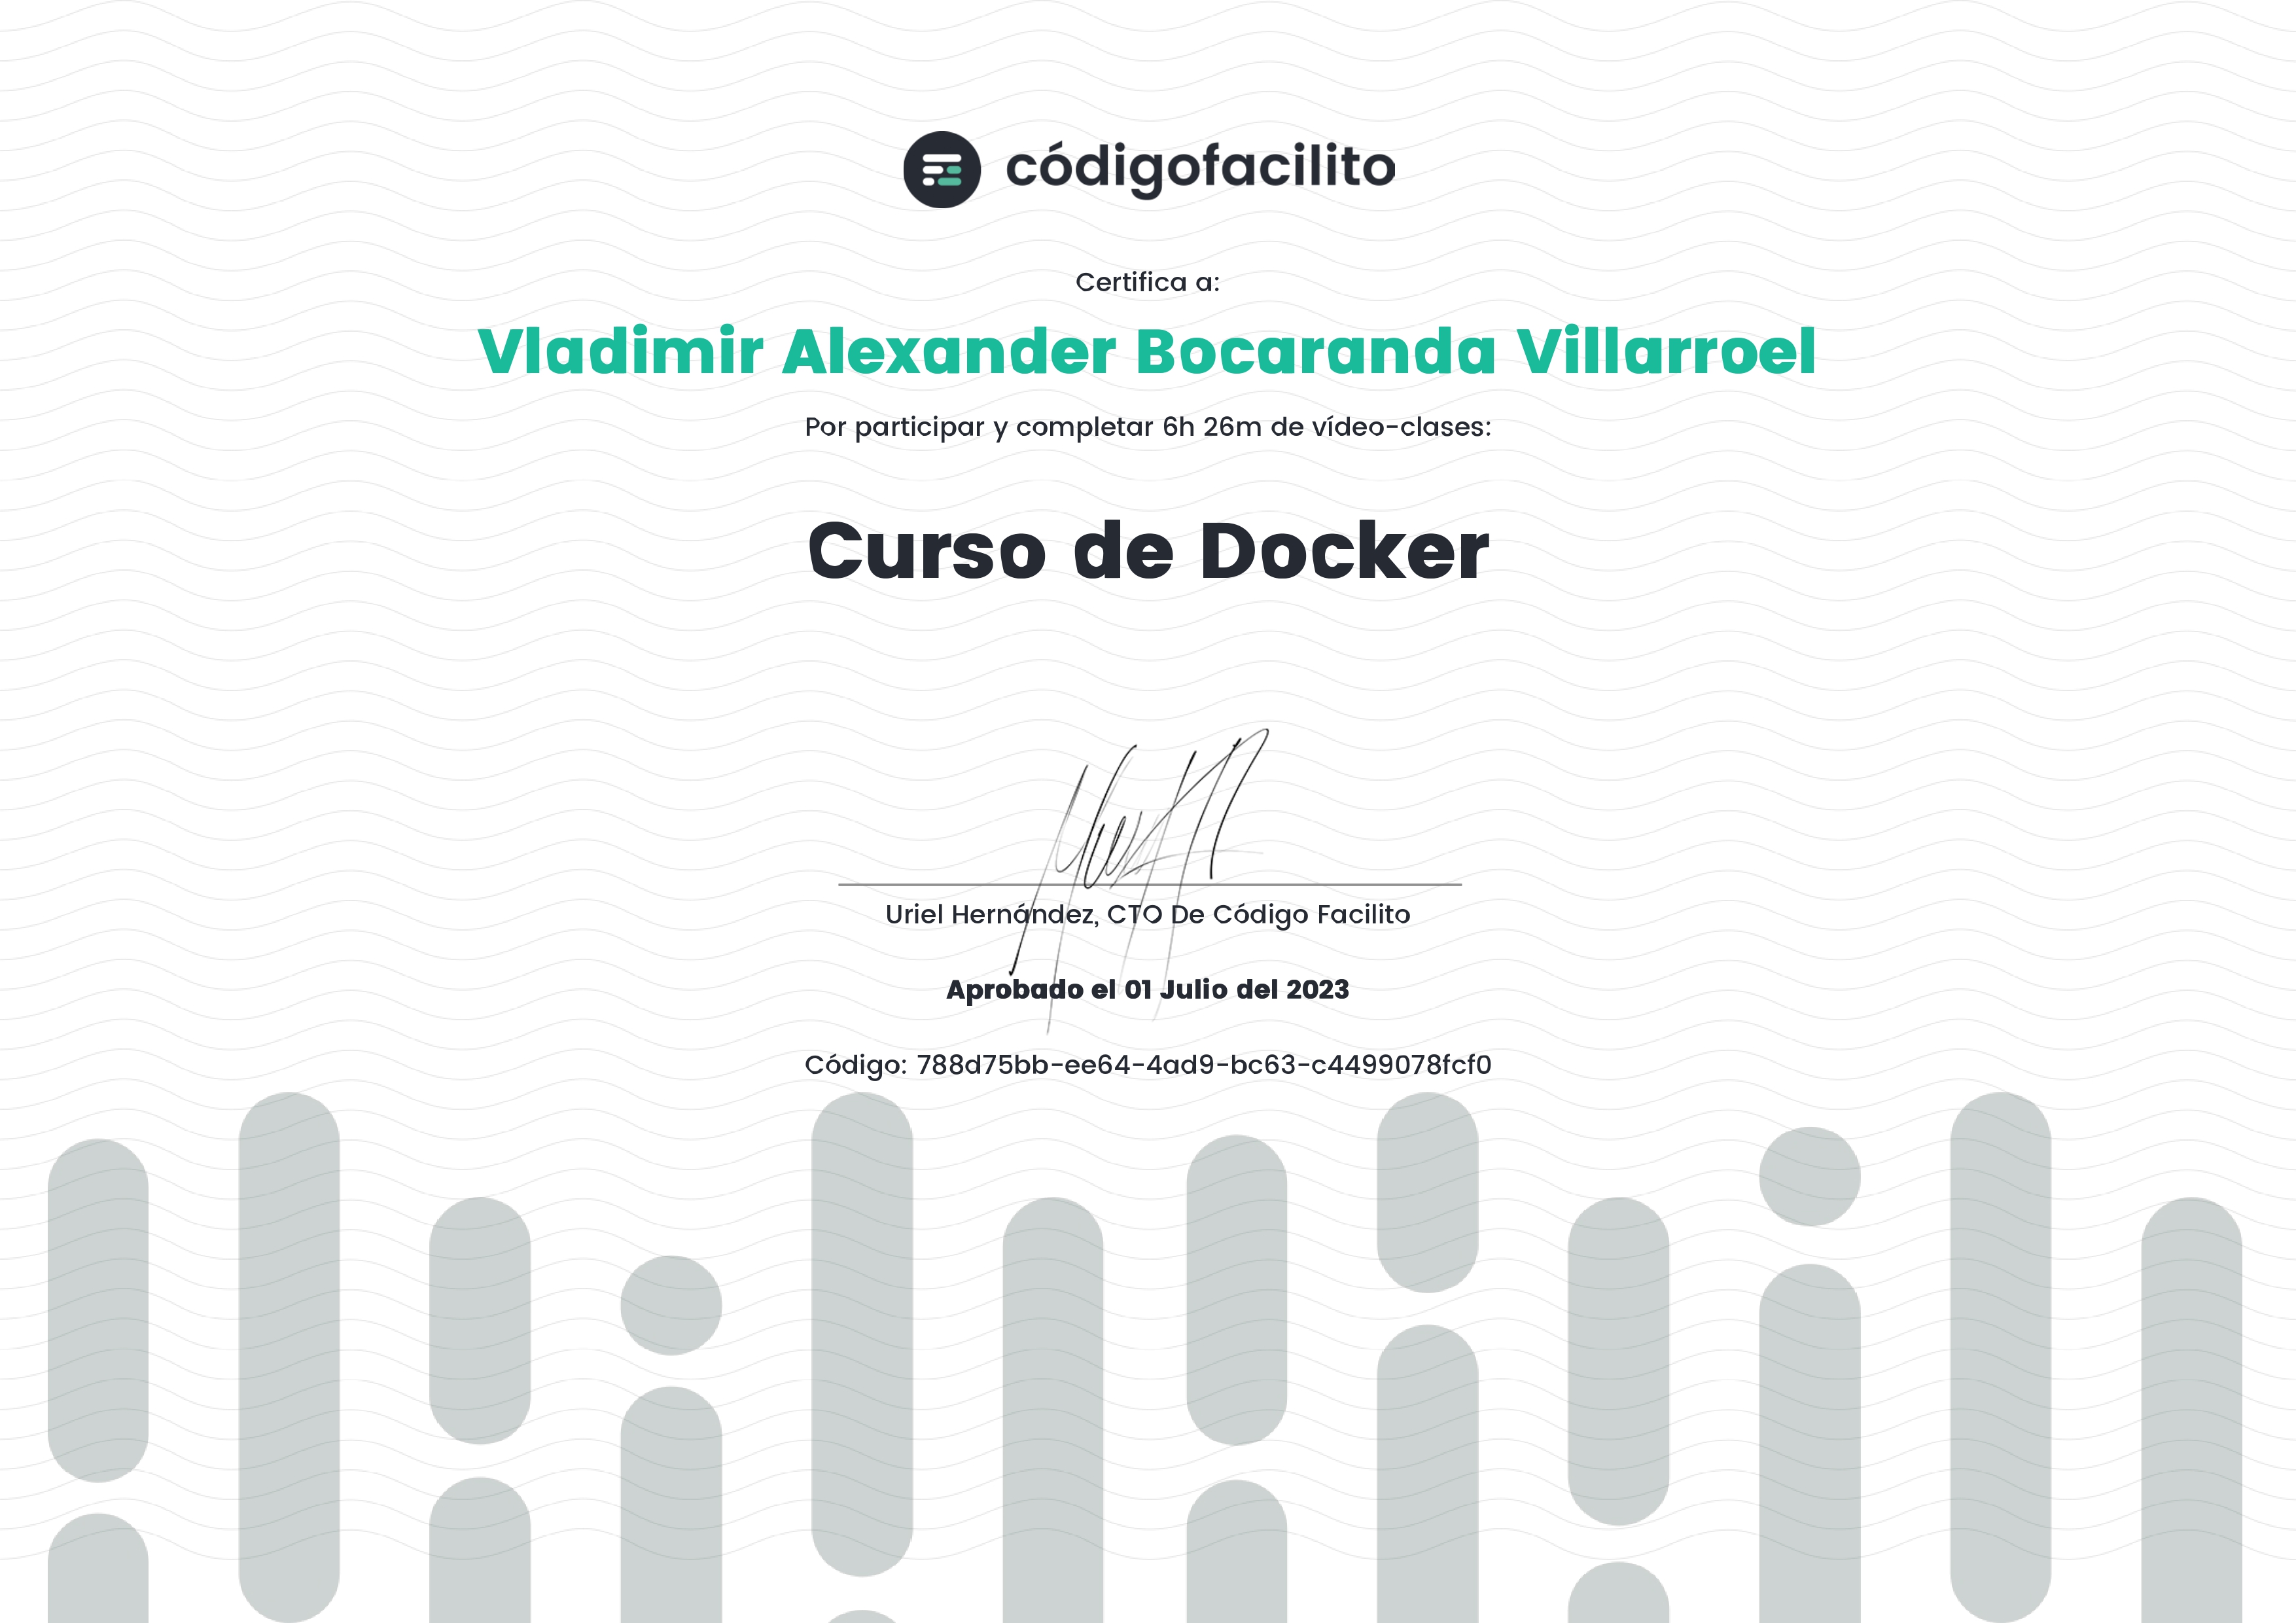 códigofacilito
Certifica a:
Vladimir Alexander Bocaranda Villarroel
Por participar y completar 6h 26m de vídeo-clases:
Curso de Docker
Uriel Hernández, CTO De Código Facilito
Aprobado el 01 Julio del 2023
Código: 788d75bb-ee64-4ad9-bc63-c4499078fcf0